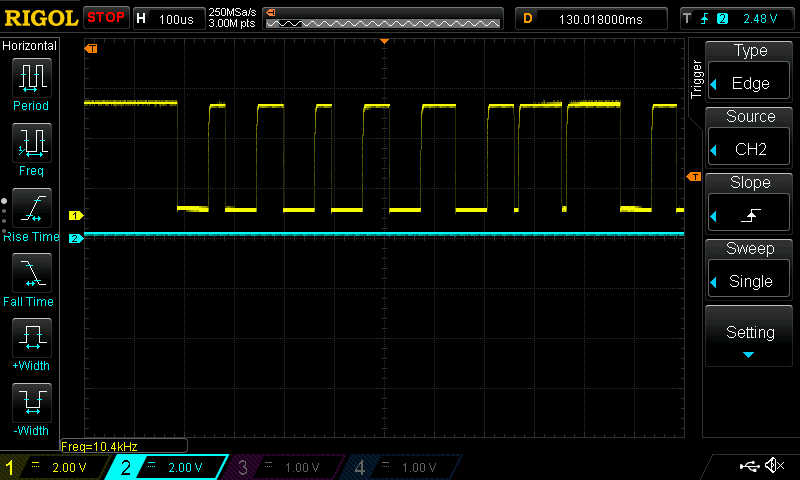 RIGOL STOP H 100us 250MSa/s D 130.018000ms T 2 2.48 V
3.00M pts
Horizontal
Period
Freq
Rise Time
Fall Time
+Width
-Width
T
T
1
2
Trigger
Type
Edge
Source
CH2
Slope
Sweep
Single
Setting
Freq=10.4kHz
1 2.00 V 2 2.00 V 3 1.00 V 4 1.00 V